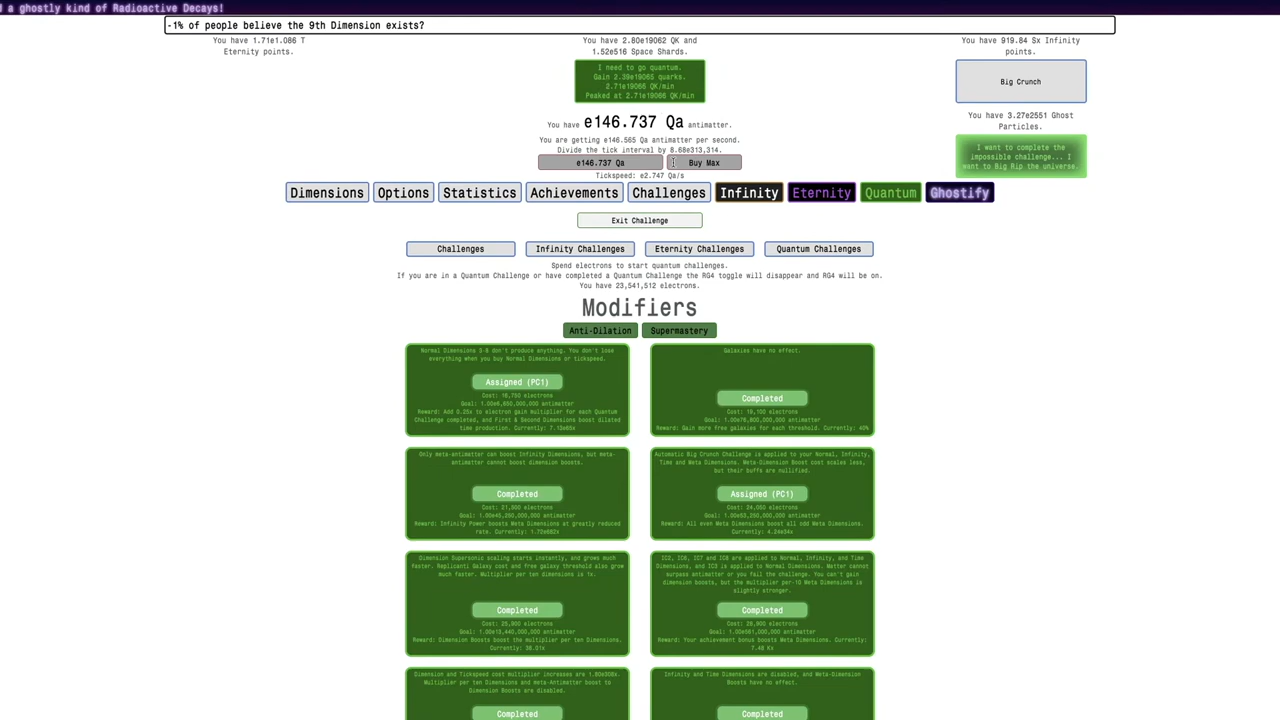 d a ghostly kind of Radioactive Decays!
-1% of people believe the 9th Dimension exists?
You have 1.71e1.086 T
Eternity points.
You have 2.80e19062 QK and
1.52e516 Space Shards.
You have 919.84 Sx Infinity
points.
I need to go quantum.
Gain 2.39e19065 quarks.
2.71e19066 QK/min
Peaked at 2.71e19066 QK/min
Big Crunch
You have e146.737 Qa antimatter.
You have 3.27e2551 Ghost
Particles.
You are getting e146.565 Qa antimatter per second.
Divide the tick interval by 8.68e313,314.
I want to complete the
impossible challenge... I
want to Big Rip the universe.
e146.737 Qa
Buy Max
Tickspeed: e2.747 Qa/s
Dimensions
Options
Statistics
Achievements
Challenges
Infinity
Eternity
Quantum
Ghostify
Exit Challenge
Challenges
Infinity Challenges
Eternity Challenges
Quantum Challenges
Spend electrons to start quantum challenges.
If you are in a Quantum Challenge or have completed a Quantum Challenge the RG4 toggle will disappear and RG4 will be on.
You have 23,541,512 electrons.
Modifiers
Anti-Dilation
Supermastery
Normal Dimensions 3-8 don't produce anything. You don't lose
everything when you buy Normal Dimensions or tickspeed.
Assigned (PC1)
Cost: 16,750 electrons
Goal: 1.00e6,650,000,000 antimatter
Reward: Add 0.25x to electron gain multiplier for each Quantum
Challenge completed, and First & Second Dimensions boost dilated
time production. Currently:
Galaxies have no effect.
Completed
Cost: 19,100 electrons
Goal: 1.00e76,800,000,000 antimatter
Reward: Gain more free galaxies for each threshold. Currently: 40%
Only meta-antimatter can boost Infinity Dimensions, but meta-
antimatter cannot boost dimension boosts.
Completed
Cost: 21,500 electrons
Goal: 1.00e45,250,000,000 antimatter
Reward: Infinity Power boosts Meta Dimensions at greatly reduced
rate. Currently:
Automatic Big Crunch Challenge is applied to your Normal, Infinity,
Time and Meta Dimensions. Meta-Dimension Boost cost scales less,
but their buffs are nullified.
Assigned (PC1)
Cost: 24,050 electrons
Goal: 1.00e53,250,000,000 antimatter
Reward: All even Meta Dimensions boost all odd Meta Dimensions.
Currently:
Dimension Supersonic scaling starts instantly, and grows much
faster. Replicanti Galaxy cost and free galaxy threshold also grow
much faster. Multiplier per ten dimensions is 1x.
Completed
Cost: 25,900 electrons
Goal: 1.00e13,440,000,000 antimatter
Reward: Dimension Boosts boost the multiplier per ten Dimensions.
Currently: 38.01x
IC2, IC6, IC7 and IC8 are applied to Normal, Infinity, and Time
Dimensions, and IC3 is applied to Normal Dimensions. Matter cannot
surpass antimatter or you fail the challenge. You can't gain
dimension boosts, but the multiplier per-10 Meta Dimensions is
slightly stronger.
Completed
Cost: 28,900 electrons
Goal: 1.00e561,000,000 antimatter
Reward: Your achievement bonus boosts Meta Dimensions. Currently:
7.46 Kx
Dimension and Tickspeed cost multiplier increases are 1.80e308x.
Multiplier per ten Dimensions and meta-Antimatter boost to
Dimension Boosts are disabled.
Completed
Infinity and Time Dimensions are disabled, and Meta-Dimension
Boosts have no effect.
Completed